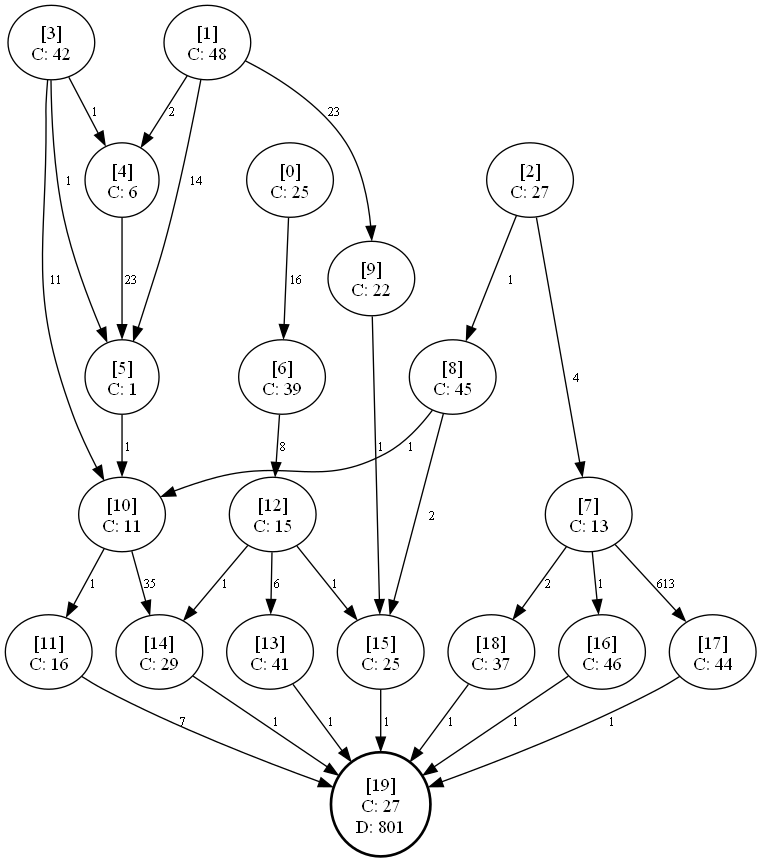 [3]
C: 42
[1]
C: 48
1
2
23
[4]
C: 6
[0]
C: 25
[2]
C: 27
1
14
11
23
16
[9]
C: 22
1
4
[5]
C: 1
[6]
C: 39
[8]
C: 45
1
8
1
1
2
[10]
C: 11
[12]
C: 15
[7]
C: 13
1
35
1
6
1
2
1
613
[11]
C: 16
[14]
C: 29
[13]
C: 41
[15]
C: 25
[18]
C: 37
[16]
C: 46
[17]
C: 44
7
1
1
1
1
1
1
[19]
C: 27
D: 801